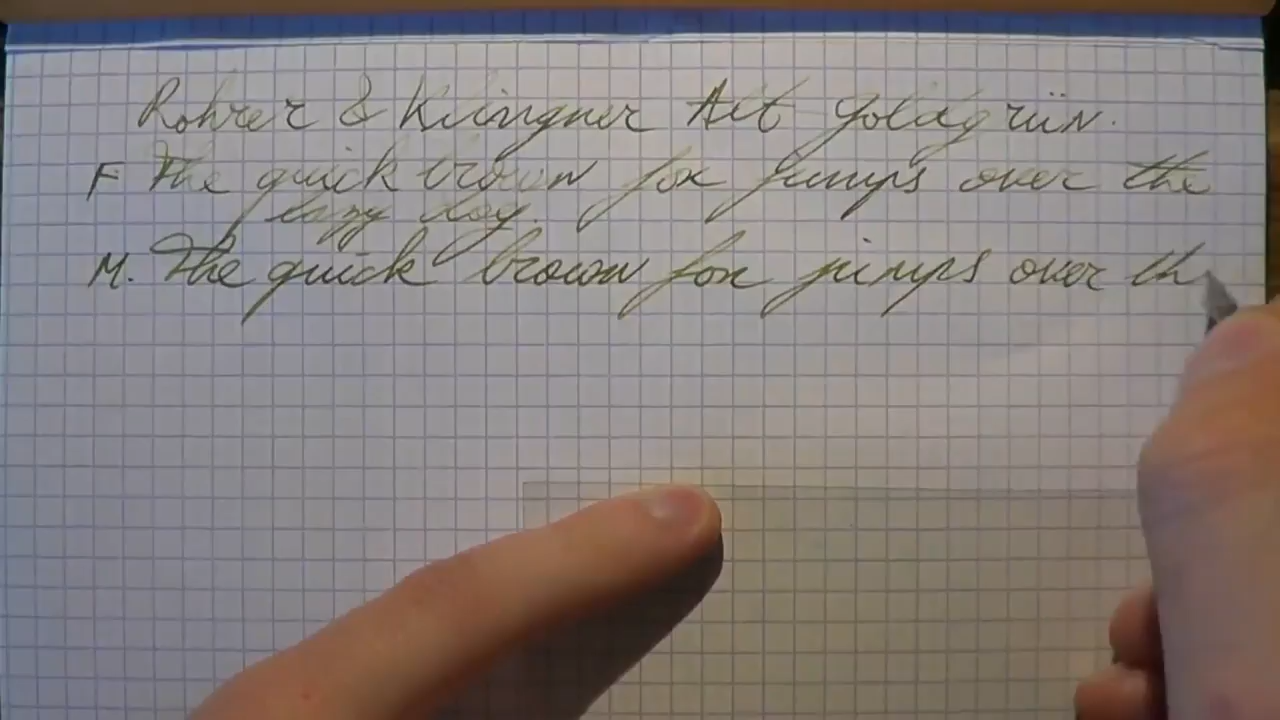 Rohrer & Klingner Alt Goldgrün.
F The quick brown fox jumps over the
lazy dog.
M. The quick brown fox jumps over th